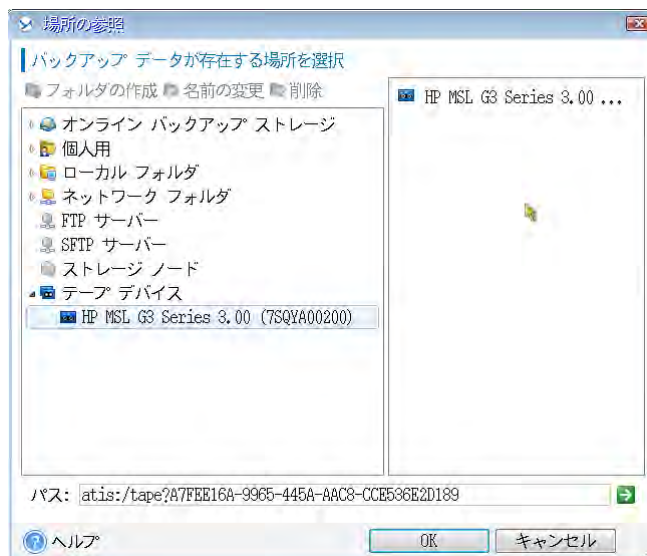 場所の参照
バックアップ データが存在する場所を選択
フォルダの作成 名前の変更 削除
オンライン バックアップ ストレージ
個人用
ローカル フォルダ
ネットワーク フォルダ
FTP サーバー
SFTP サーバー
ストレージ ノード
テープ デバイス
HP MSL G3 Series 3.00 (7SQYA00200)
HP MSL G3 Series 3.00 ...
パス: atis:/tape?A7FEE16A-9965-445A-AAC8-CCE536E2D189
ヘルプ OK キャンセル